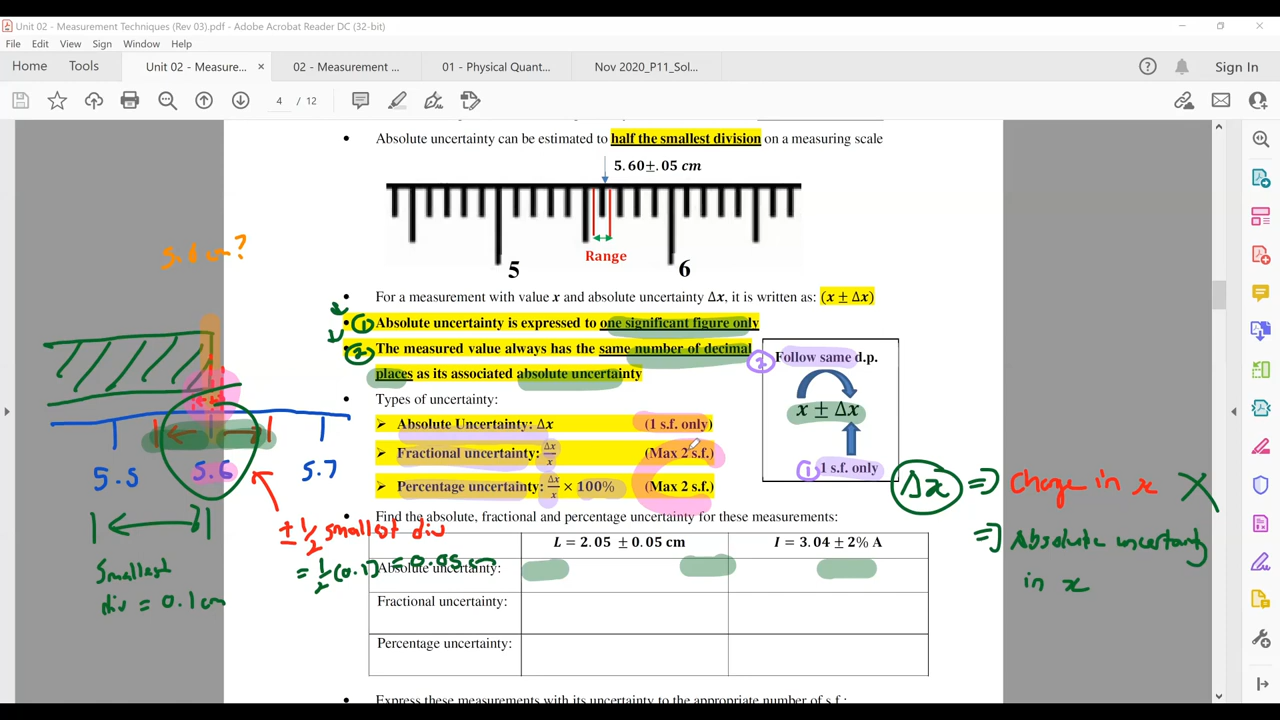 Unit 02 - Measurement Techniques (Rev 03).pdf - Adobe Acrobat Reader DC (32-bit)
File Edit View Sign Window Help
Home Tools Unit 02 - Measure... × 02 - Measurement ... 01 - Physical Quant... Nov 2020_P11_Sol... Sign In
4 / 12
• Absolute uncertainty can be estimated to half the smallest division on a measuring scale
5.60±.05 cm
5 6
Range
5.6 cm?
• For a measurement with value x and absolute uncertainty Δx, it is written as: (x ± Δx)
① Absolute uncertainty is expressed to one significant figure only
② The measured value always has the same number of decimal
places as its associated absolute uncertainty
② Follow same d.p.
x ± Δx
① 1 s.f. only
• Types of uncertainty:
➢ Absolute Uncertainty: Δx (1 s.f. only)
➢ Fractional uncertainty: Δx/x (Max 2 s.f.)
➢ Percentage uncertainty: Δx/x × 100% (Max 2 s.f.)
5.5 5.6 5.7
Δx ⇒ Change in x ×
⇒ Absolute uncertainty
in x
± 1/2 smallest div
= 1/2 (0.1) = 0.05 cm
Smallest
div = 0.1 cm
• Find the absolute, fractional and percentage uncertainty for these measurements:
L = 2.05 ± 0.05 cm I = 3.04 ± 2% A
Absolute uncertainty:
Fractional uncertainty:
Percentage uncertainty:
• Express these measurements with its uncertainty to the appropriate number of s.f.: